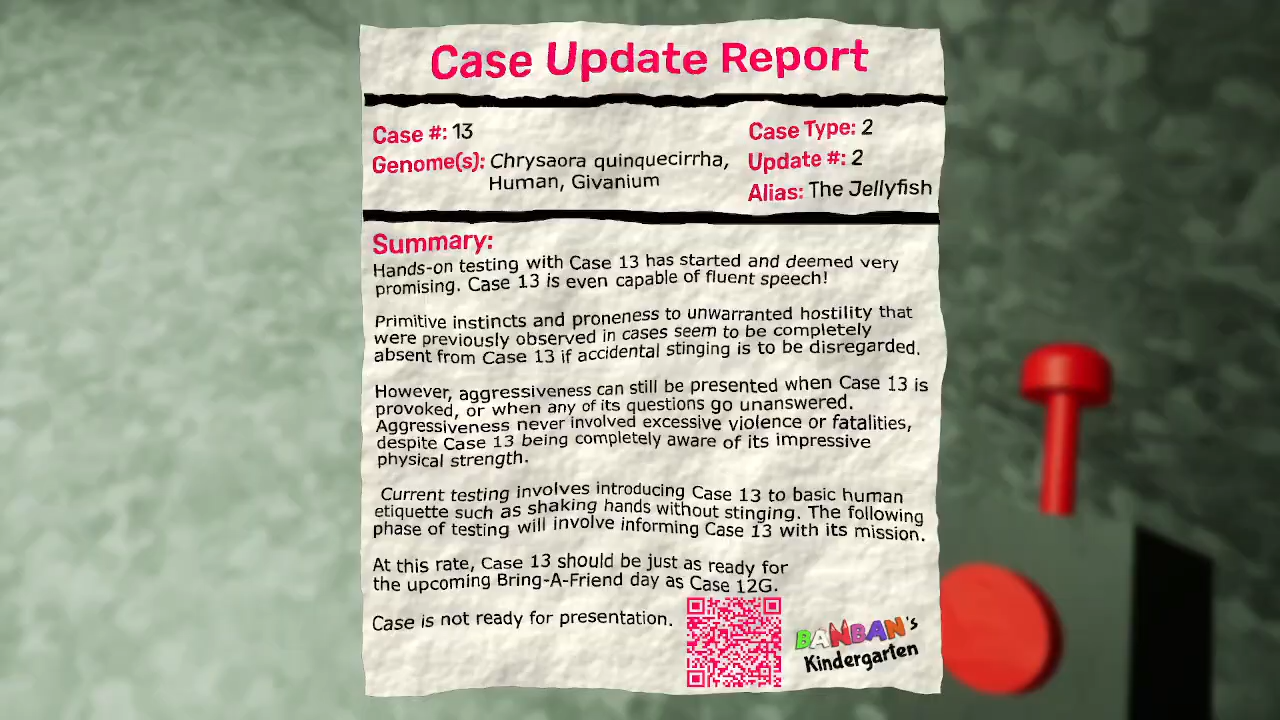 Case Update Report
Case #: 13
Case Type: 2
Genome(s): Chrysaora quinquecirrha,
Human, Givanium
Update #: 2
Alias: The Jellyfish
Summary:
Hands-on testing with Case 13 has started and deemed very
promising. Case 13 is even capable of fluent speech!
Primitive instincts and proneness to unwarranted hostility that
were previously observed in cases seem to be completely
absent from Case 13 if accidental stinging is to be disregarded.
However, aggressiveness can still be presented when Case 13 is
provoked, or when any of its questions go unanswered.
Aggressiveness never involved excessive violence or fatalities,
despite Case 13 being completely aware of its impressive
physical strength.
Current testing involves introducing Case 13 to basic human
etiquette such as shaking hands without stinging. The following
phase of testing will involve informing Case 13 with its mission.
At this rate, Case 13 should be just as ready for
the upcoming Bring-A-Friend day as Case 12G.
Case is not ready for presentation.
BANBAN's
Kindergarten